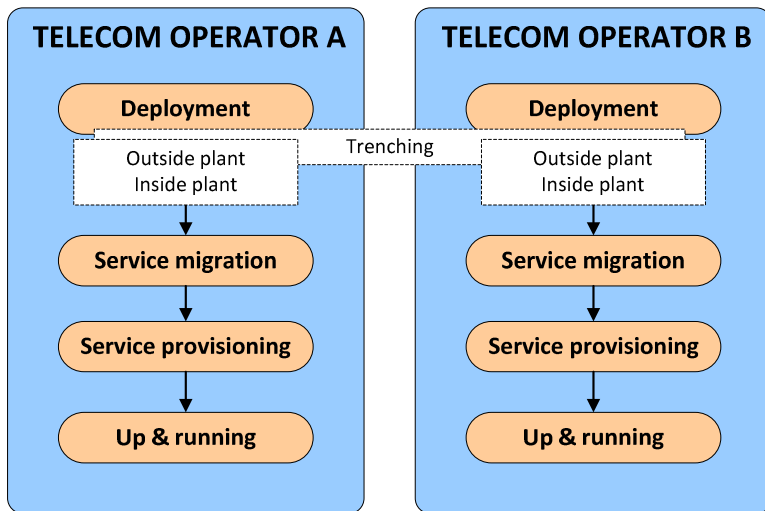 TELECOM OPERATOR A
Deployment
Outside plant
Inside plant
Service migration
Service provisioning
Up & running
Trenching
TELECOM OPERATOR B
Deployment
Outside plant
Inside plant
Service migration
Service provisioning
Up & running